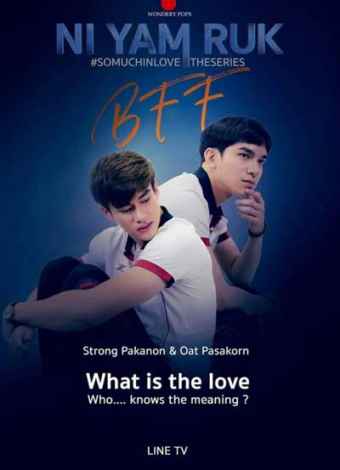 WONDERY POPS
NI YAM RUK
#SOMUCHINLOVE THESERIES
BFF
Strong Pakanon & Oat Pasakorn
What is the love
Who.... knows the meaning ?
LINE TV